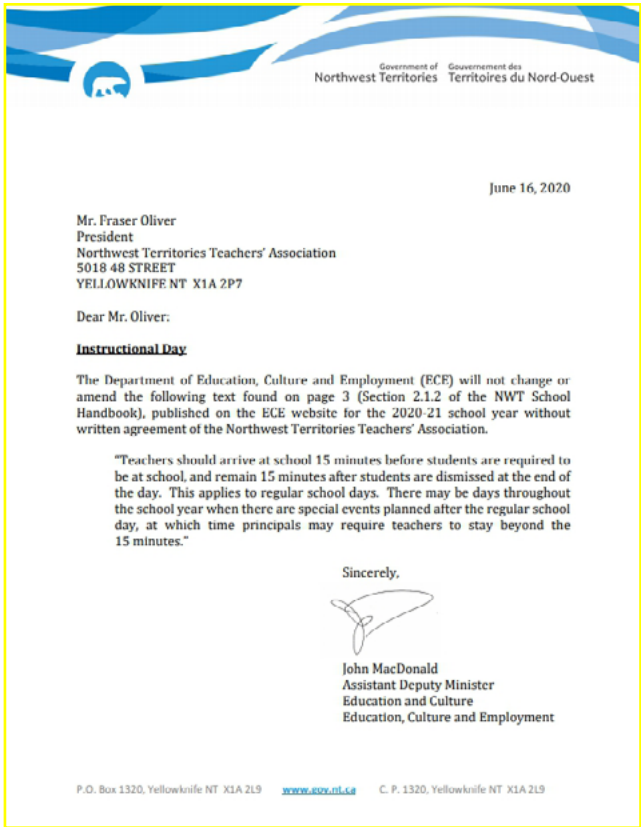 Government of Gouvernement des
Northwest Territories Territoires du Nord-Ouest
June 16, 2020
Mr. Fraser Oliver
President
Northwest Territories Teachers' Association
5018 48 STREET
YELLOWKNIFE NT X1A 2P7
Dear Mr. Oliver:
Instructional Day
The Department of Education, Culture and Employment (ECE) will not change or
amend the following text found on page 3 (Section 2.1.2 of the NWT School
Handbook), published on the ECE website for the 2020-21 school year without
written agreement of the Northwest Territories Teachers' Association.
"Teachers should arrive at school 15 minutes before students are required to
be at school, and remain 15 minutes after students are dismissed at the end of
the day. This applies to regular school days. There may be days throughout
the school year when there are special events planned after the regular school
day, at which time principals may require teachers to stay beyond the
15 minutes."
Sincerely,
John MacDonald
Assistant Deputy Minister
Education and Culture
Education, Culture and Employment
P.O. Box 1320, Yellowknife NT X1A 2L9 www.gov.nt.ca C. P. 1320, Yellowknife NT X1A 2L9